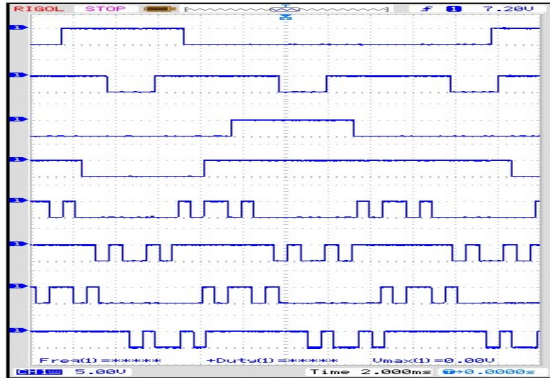 RIGOL STOP 7.20V
Freq(1)=***** +Duty(1)=***** Vmax(1)=0.00V
CH1 5.00V Time 2.000ms 0.0000s